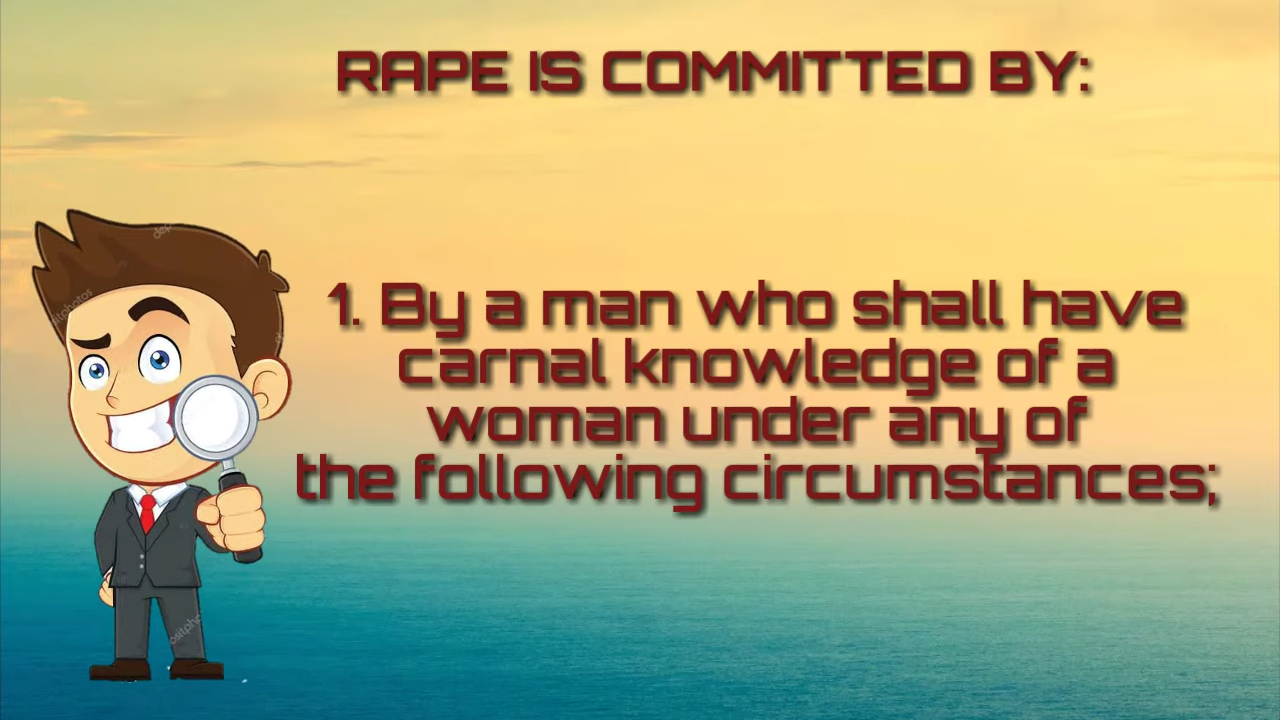 RAPE IS COMMITTED BY:
1. By a man who shall have
carnal knowledge of a
woman under any of
the following circumstances;